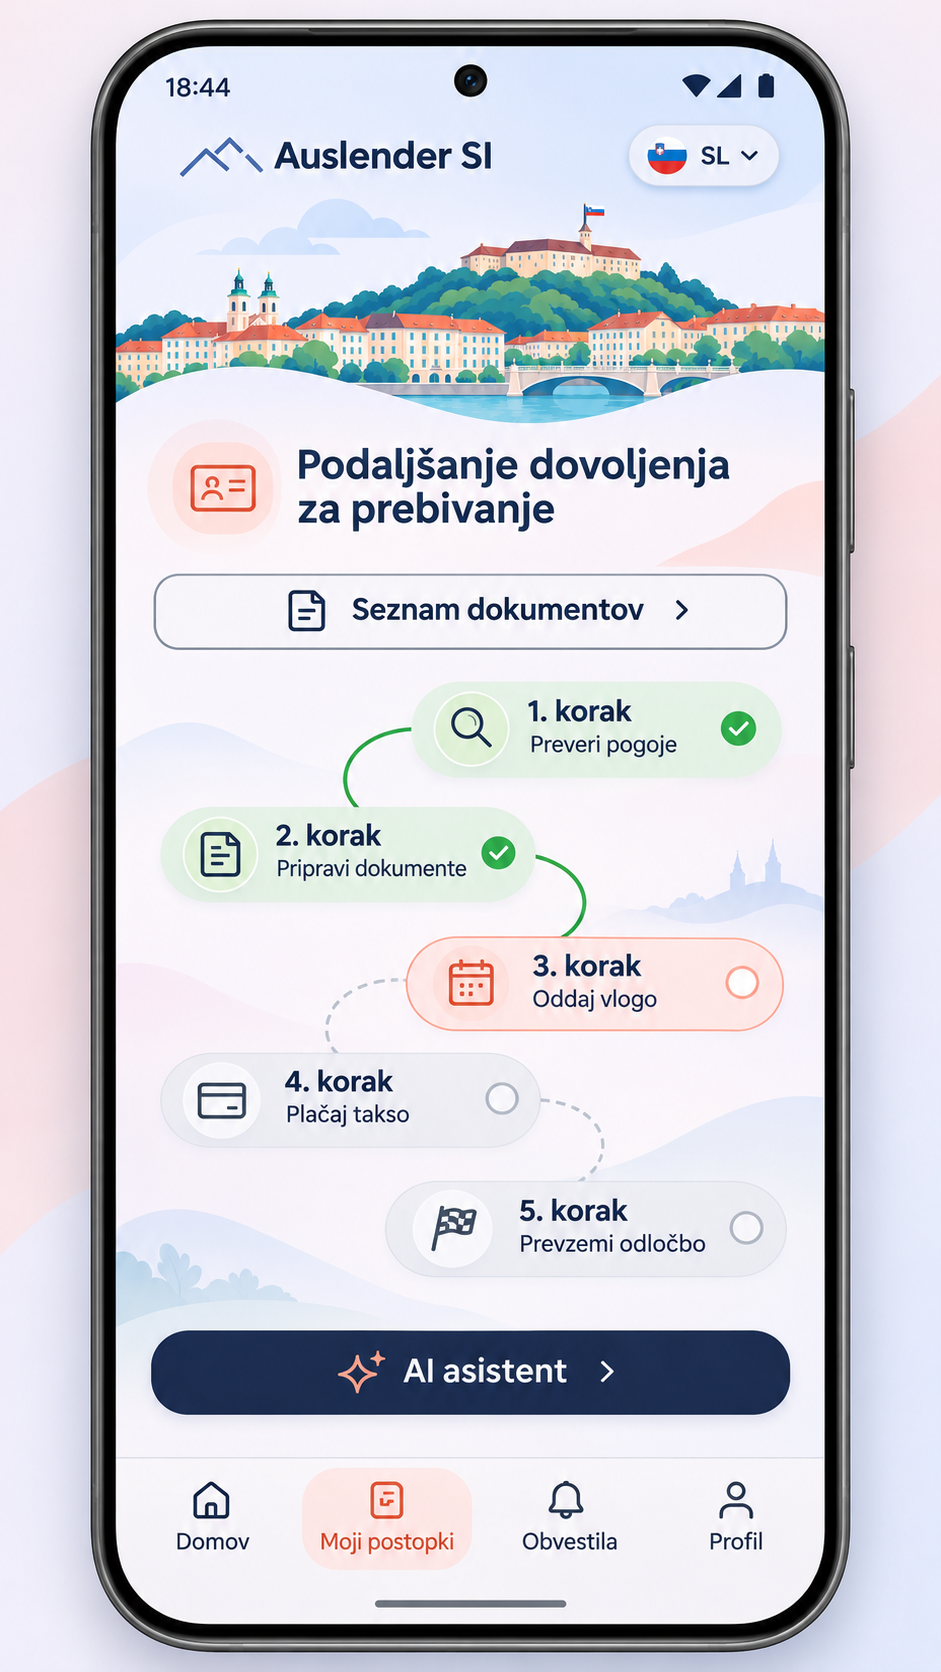 18:44
Auslender SI
SL
Podaljšanje dovoljenja
za prebivanje
Seznam dokumentov
1. korak
Preveri pogoje
2. korak
Pripravi dokumente
3. korak
Oddaj vlogo
4. korak
Plačaj takso
5. korak
Prevzemi odločbo
AI asistent
Domov
Moji postopki
Obvestila
Profil